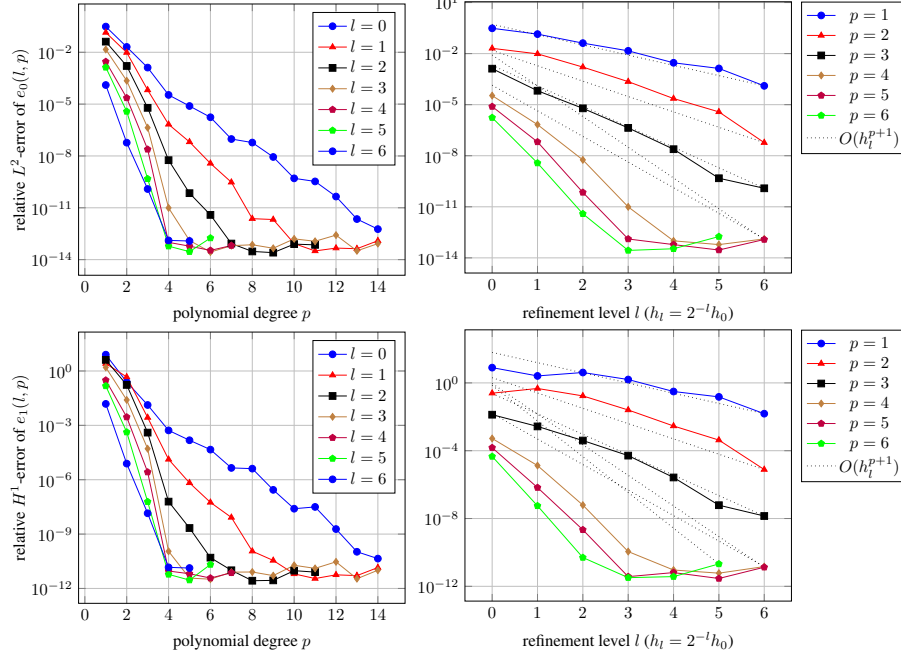 relative L²-error of e₀(l, p)
10⁻²
10⁻⁵
10⁻⁸
10⁻¹¹
10⁻¹⁴
0 2 4 6 8 10 12 14
polynomial degree p
l = 0
l = 1
l = 2
l = 3
l = 4
l = 5
l = 6
10¹
10⁻²
10⁻⁵
10⁻⁸
10⁻¹¹
10⁻¹⁴
0 1 2 3 4 5 6
refinement level l (hₗ = 2⁻ˡh₀)
p = 1
p = 2
p = 3
p = 4
p = 5
p = 6
O(hₗᵖ⁺¹)
relative H¹-error of e₁(l, p)
10⁰
10⁻³
10⁻⁶
10⁻⁹
10⁻¹²
0 2 4 6 8 10 12 14
polynomial degree p
l = 0
l = 1
l = 2
l = 3
l = 4
l = 5
l = 6
10⁰
10⁻⁴
10⁻⁸
10⁻¹²
0 1 2 3 4 5 6
refinement level l (hₗ = 2⁻ˡh₀)
p = 1
p = 2
p = 3
p = 4
p = 5
p = 6
O(hₗᵖ⁺¹)